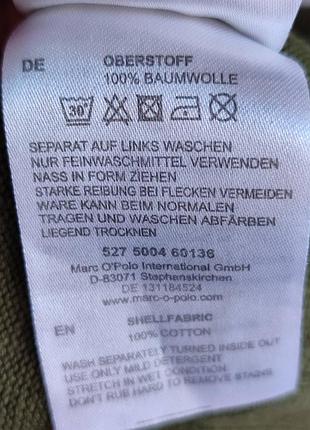 DE OBERSTOFF
100% BAUMWOLLE
30°
SEPARAT AUF LINKS WASCHEN
NUR FEINWASCHMITTEL VERWENDEN
NASS IN FORM ZIEHEN
STARKE REIBUNG BEI FLECKEN VERMEIDEN
WARE KANN BEIM NORMALEN
TRAGEN UND WASCHEN ABFÄRBEN
LIEGEND TROCKNEN
527 5004 60136
Marc O'Polo International GmbH
D-83071 Stephanskirchen
DE 131184524
www.marc-o-polo.com
EN SHELLFABRIC
100% COTTON
WASH SEPARATELY TURNED INSIDE OUT
USE ONLY MILD DETERGENT
STRETCH IN WET CONDITION
DON'T RUB HARD TO REMOVE STAINS